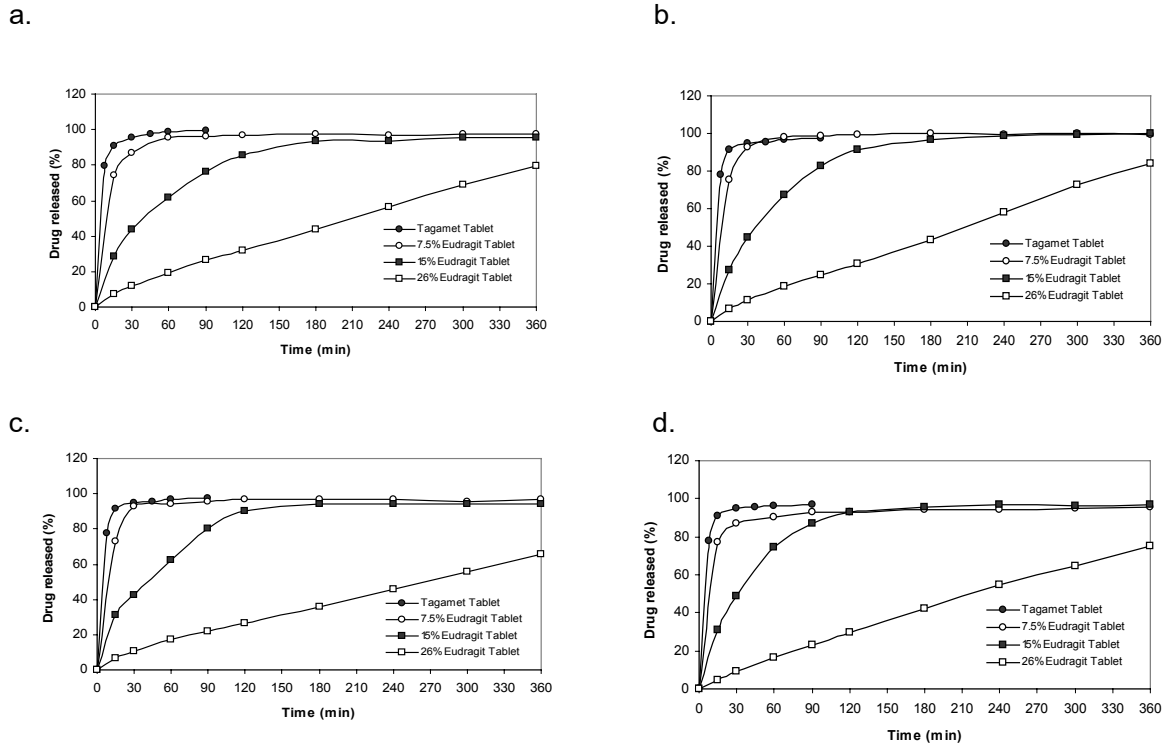 a.
120
100
80
60
40
20
0
Drug released (%)
Tagamet Tablet
7.5% Eudragit Tablet
15% Eudragit Tablet
26% Eudragit Tablet
0 30 60 90 120 150 180 210 240 270 300 330 360
Time (min)
b.
120
100
80
60
40
20
0
Drug released (%)
Tagamet Tablet
7.5% Eudragit Tablet
15% Eudragit Tablet
26% Eudragit Tablet
0 30 60 90 120 150 180 210 240 270 300 330 360
Time (min)
c.
120
100
80
60
40
20
0
Drug released (%)
Tagamet Tablet
7.5% Eudragit Tablet
15% Eudragit Tablet
26% Eudragit Tablet
0 30 60 90 120 150 180 210 240 270 300 330 360
Time (min)
d.
120
100
80
60
40
20
0
Drug released (%)
Tagamet Tablet
7.5% Eudragit Tablet
15% Eudragit Tablet
26% Eudragit Tablet
0 30 60 90 120 150 180 210 240 270 300 330 360
Time (min)